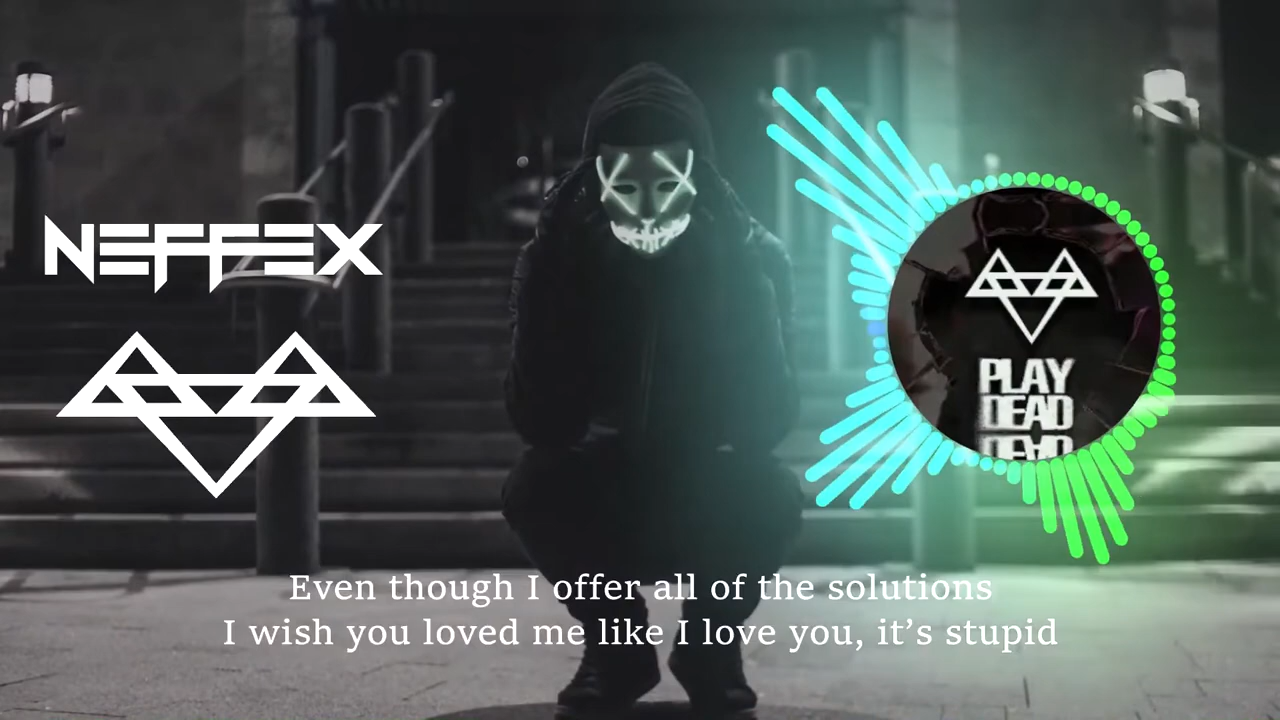 NEFFEX
PLAY
DEAD
DEAD
Even though I offer all of the solutions
I wish you loved me like I love you, it’s stupid